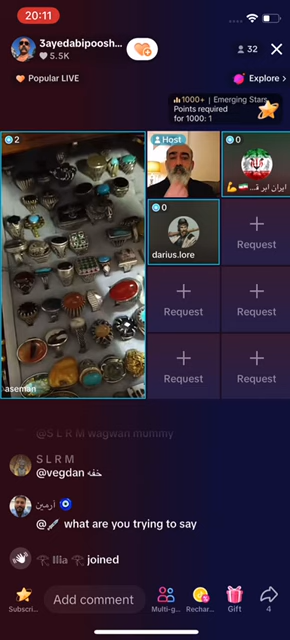 20:11
3ayedabipoosh...
5.5K
32
Popular LIVE
Explore >
1000+ | Emerging Stars
Points required
for 1000: 1
2
Host
0
ایران ابر ق...
0
darius.lore
Request
Request
Request
Request
Request
Request
aseman
@S L R M wagwan mummy
S L R M
@vegdan خفه
آرمین
@ what are you trying to say
Ilia joined
Add comment
Subscri...
Multi-g...
Rechar...
Gift
4